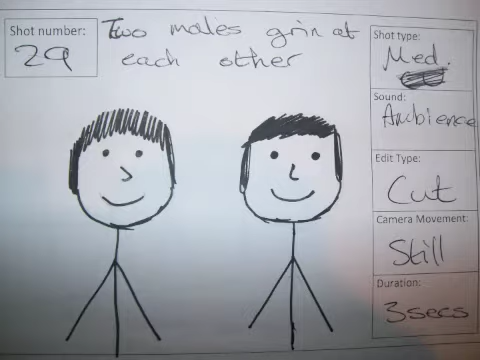 Shot number:
29
Two males grin at
each other
Shot type:
Med.
Sound:
Ambience
Edit Type:
Cut
Camera Movement:
Still
Duration:
3secs